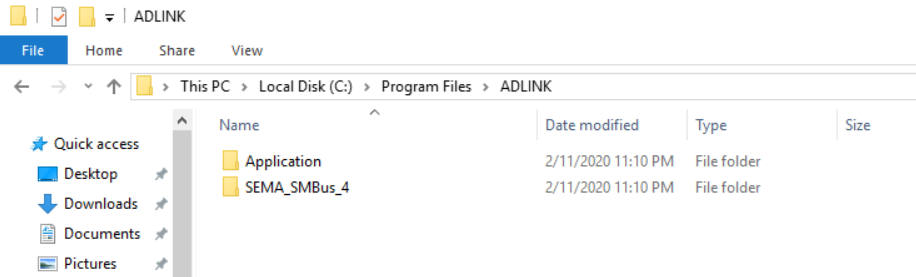 ADLINK
File Home Share View
This PC Local Disk (C:) Program Files ADLINK
Name Date modified Type Size
Quick access
Application 2/11/2020 11:10 PM File folder
Desktop
SEMA_SMBus_4 2/11/2020 11:10 PM File folder
Downloads
Documents
Pictures